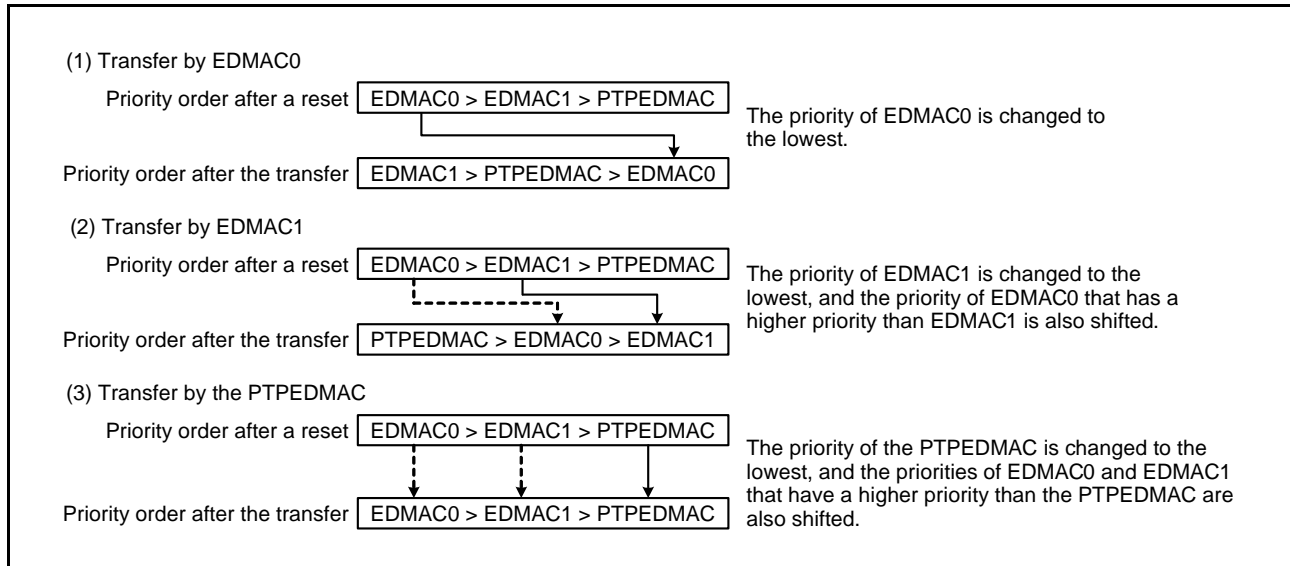 (1) Transfer by EDMAC0
Priority order after a reset EDMAC0 > EDMAC1 > PTPEDMAC
The priority of EDMAC0 is changed to
the lowest.
Priority order after the transfer EDMAC1 > PTPEDMAC > EDMAC0
(2) Transfer by EDMAC1
Priority order after a reset EDMAC0 > EDMAC1 > PTPEDMAC
The priority of EDMAC1 is changed to the
lowest, and the priority of EDMAC0 that has a
higher priority than EDMAC1 is also shifted.
Priority order after the transfer PTPEDMAC > EDMAC0 > EDMAC1
(3) Transfer by the PTPEDMAC
Priority order after a reset EDMAC0 > EDMAC1 > PTPEDMAC
The priority of the PTPEDMAC is changed to the
lowest, and the priorities of EDMAC0 and EDMAC1
that have a higher priority than the PTPEDMAC are
also shifted.
Priority order after the transfer EDMAC0 > EDMAC1 > PTPEDMAC